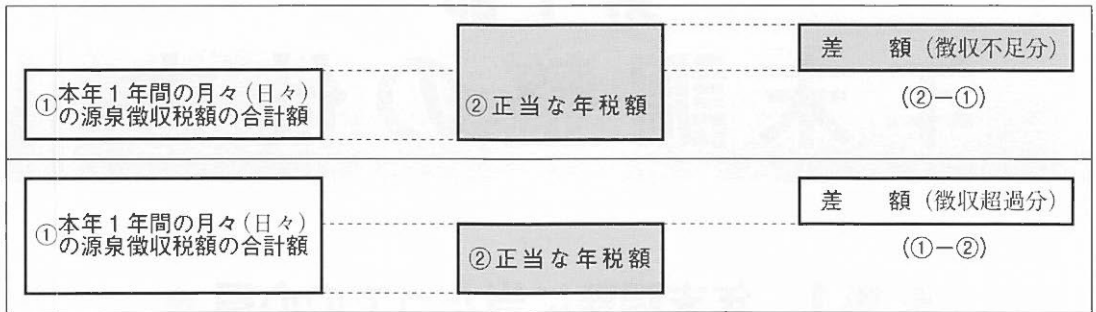 ①本年1年間の月々(日々)
の源泉徴収税額の合計額
②正当な年税額
差 額(徴収不足分)
(②−①)
①本年1年間の月々(日々)
の源泉徴収税額の合計額
②正当な年税額
差 額(徴収超過分)
(①−②)